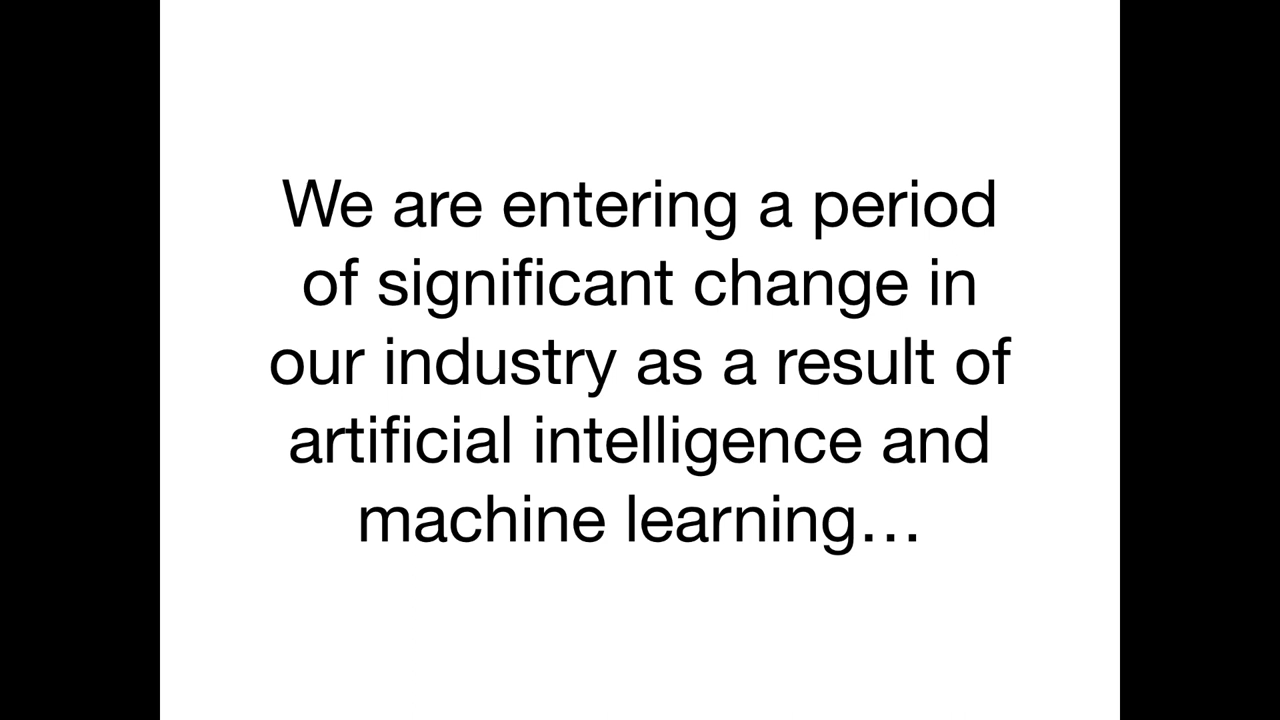 We are entering a period
of significant change in
our industry as a result of
artificial intelligence and
machine learning…